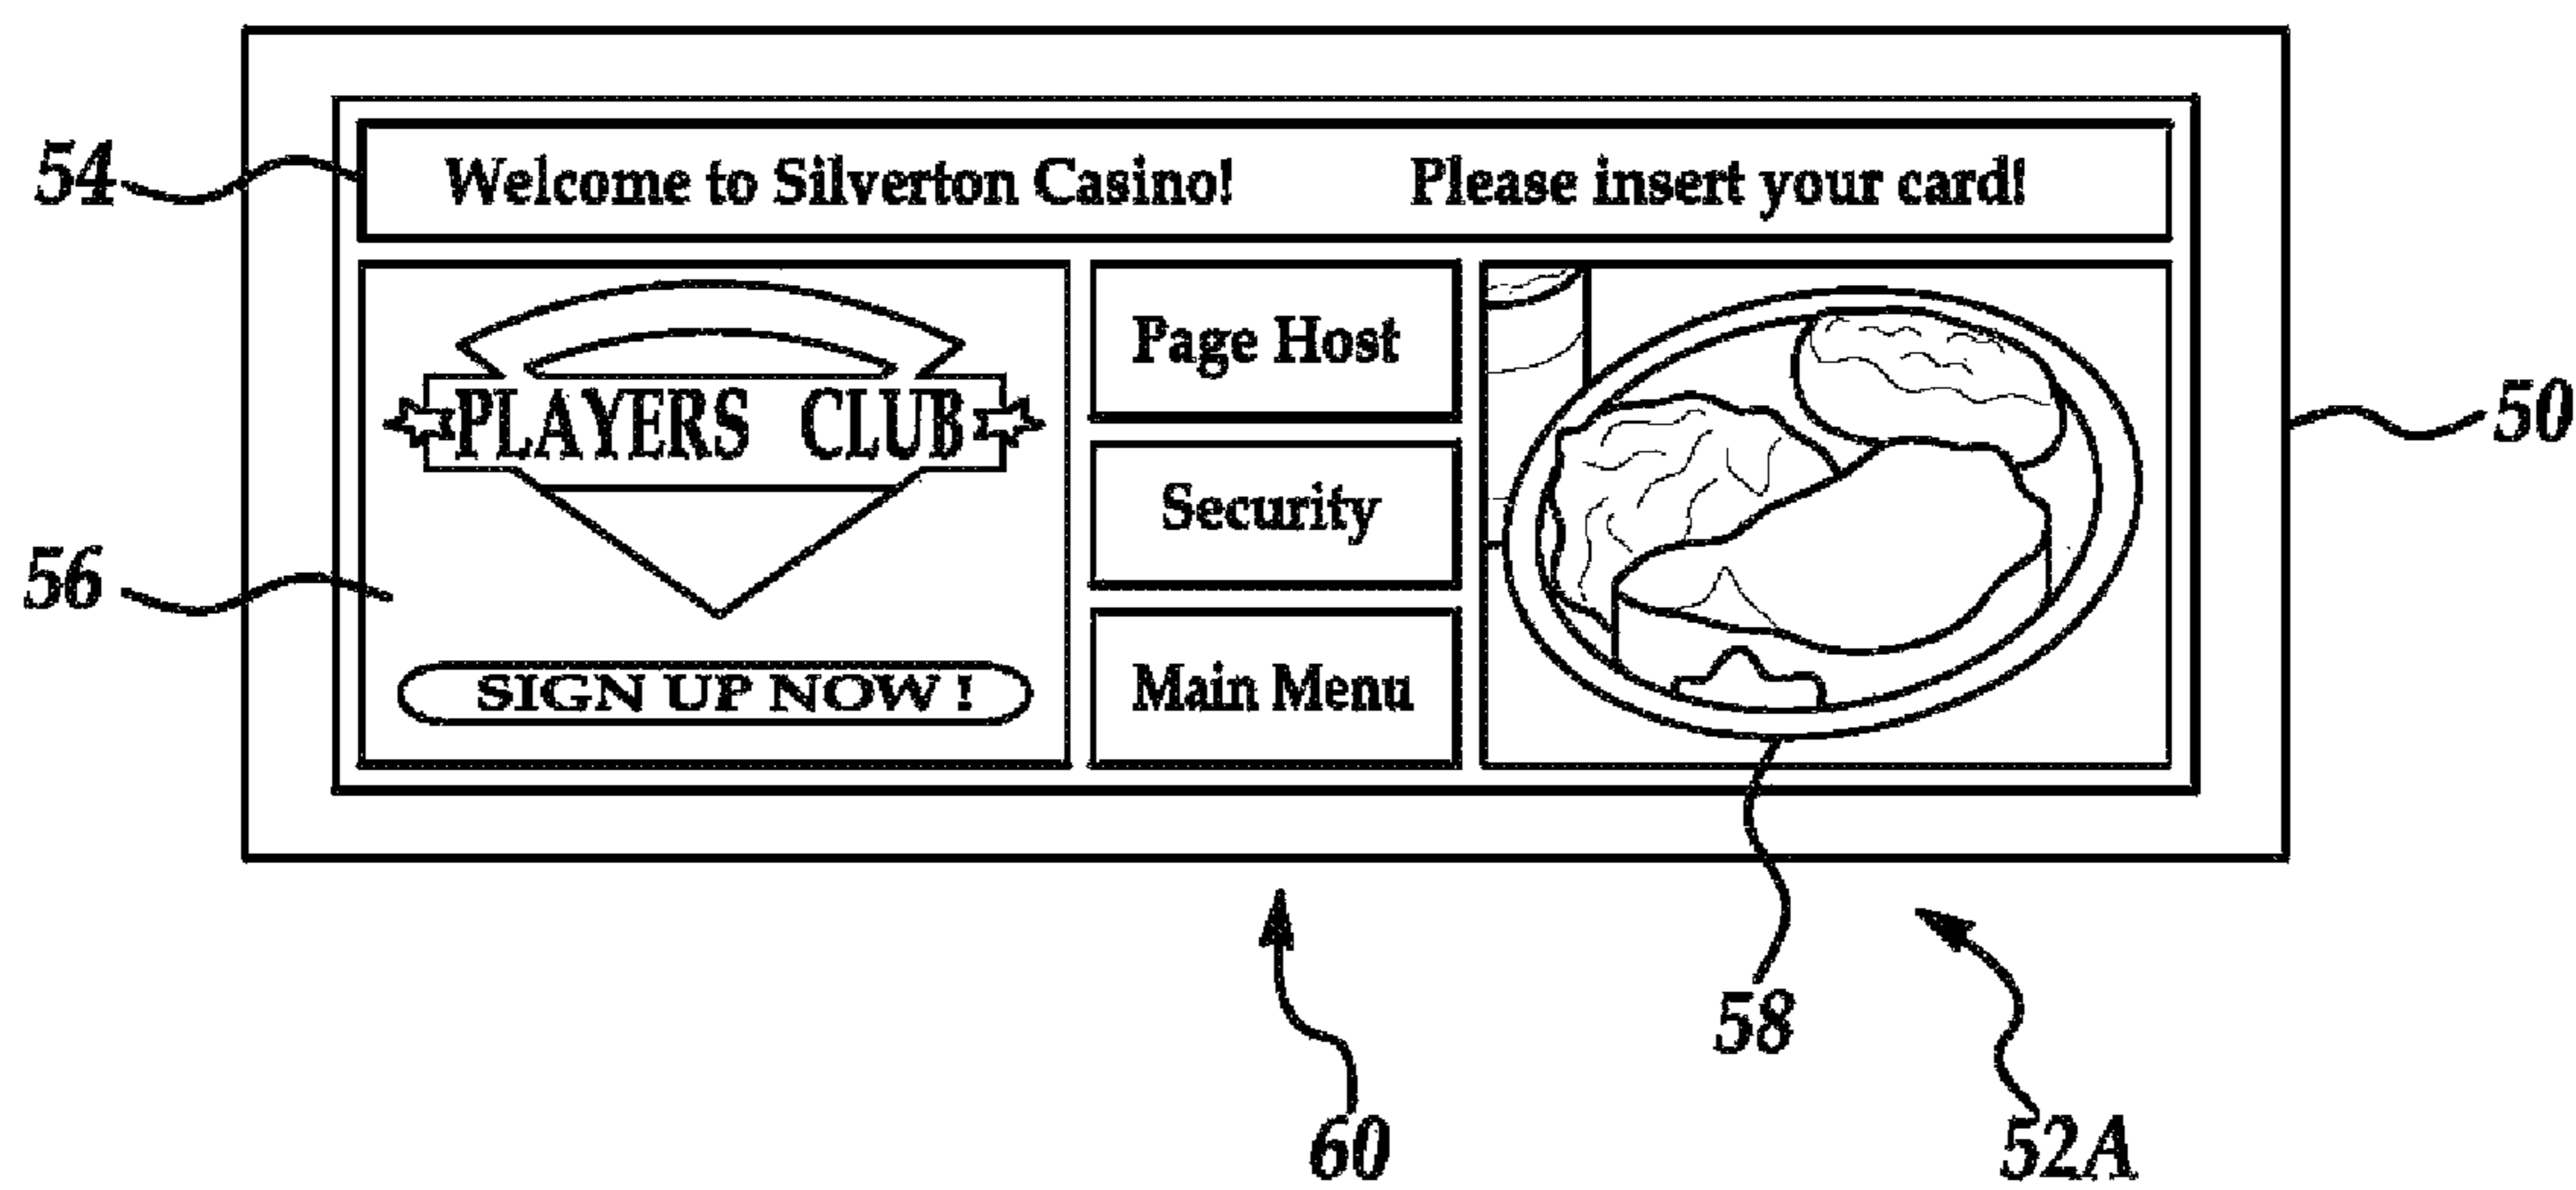 54
Welcome to Silverton Casino! Please insert your card!
PLAYERS CLUB
Page Host
50
Security
56
SIGN UP NOW!
Main Menu
58
60
52A